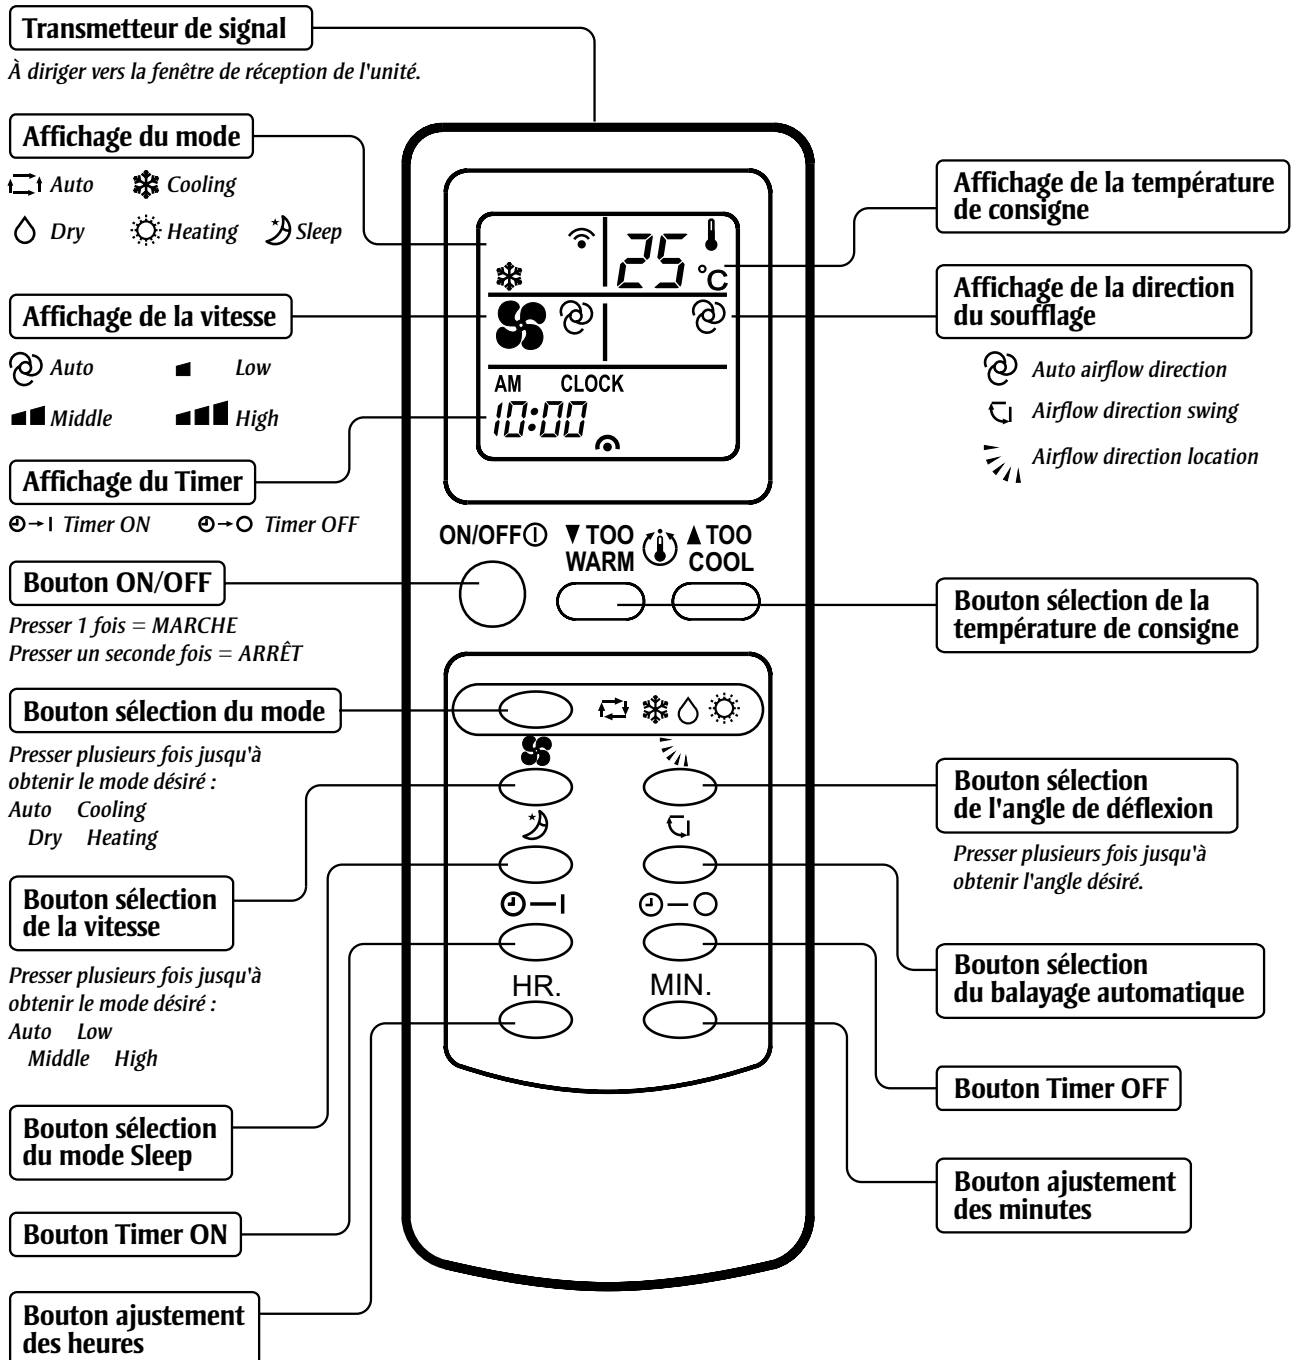 Transmetteur de signal
À diriger vers la fenêtre de réception de l'unité.
Affichage du mode
Auto Cooling
Dry Heating Sleep
Affichage de la vitesse
Auto Low
Middle High
Affichage du Timer
Timer ON Timer OFF
Bouton ON/OFF
Presser 1 fois = MARCHE
Presser un seconde fois = ARRÊT
Bouton sélection du mode
Presser plusieurs fois jusqu'à
obtenir le mode désiré :
Auto Cooling
Dry Heating
Bouton sélection
de la vitesse
Presser plusieurs fois jusqu'à
obtenir le mode désiré :
Auto Low
Middle High
Bouton sélection
du mode Sleep
Bouton Timer ON
Bouton ajustement
des heures
25 °C
AM CLOCK
10:00
ON/OFF ▼ TOO WARM ▲ TOO COOL
HR. MIN.
Affichage de la température
de consigne
Affichage de la direction
du soufflage
Auto airflow direction
Airflow direction swing
Airflow direction location
Bouton sélection de la
température de consigne
Bouton sélection
de l'angle de déflexion
Presser plusieurs fois jusqu'à
obtenir l'angle désiré.
Bouton sélection
du balayage automatique
Bouton Timer OFF
Bouton ajustement
des minutes